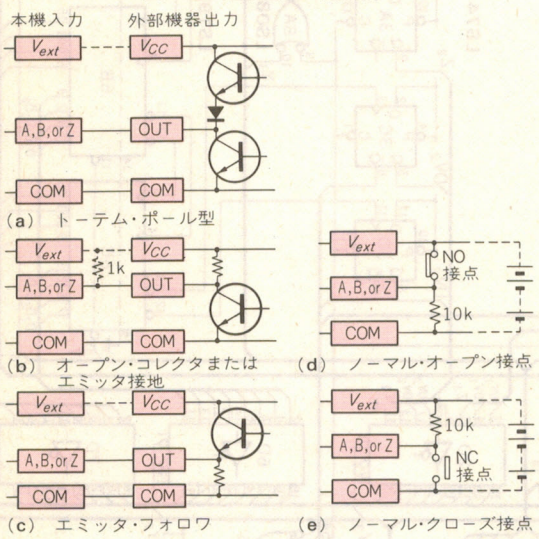 本機入力 外部機器出力
Vext VCC
A,B,or Z OUT
COM COM
(a) トーテム・ポール型
Vext VCC
1k
A,B,or Z OUT
COM COM
(b) オープン・コレクタまたは
エミッタ接地
Vext VCC
A,B,or Z OUT
COM COM
(c) エミッタ・フォロワ
Vext
NO
接点
A,B,or Z
10k
COM
(d) ノーマル・オープン接点
Vext
10k
A,B,or Z
NC
接点
COM
(e) ノーマル・クローズ接点